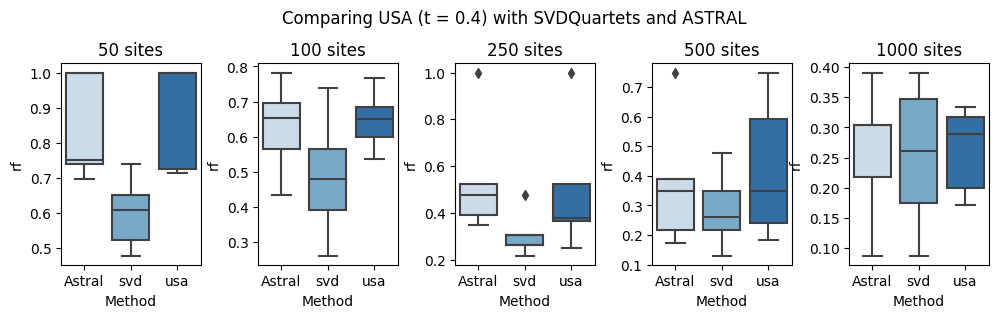 Comparing USA (t = 0.4) with SVDQuartets and ASTRAL
50 sites
1.0
0.9
0.8
0.7
0.6
0.5
rf
Astral svd usa
Method
100 sites
0.8
0.7
0.6
0.5
0.4
0.3
rf
Astral svd usa
Method
250 sites
1.0
0.8
0.6
0.4
0.2
rf
Astral svd usa
Method
500 sites
0.7
0.6
0.5
0.4
0.3
0.2
0.1
rf
Astral svd usa
Method
1000 sites
0.40
0.35
0.30
0.25
0.20
0.15
0.10
rf
Astral svd usa
Method